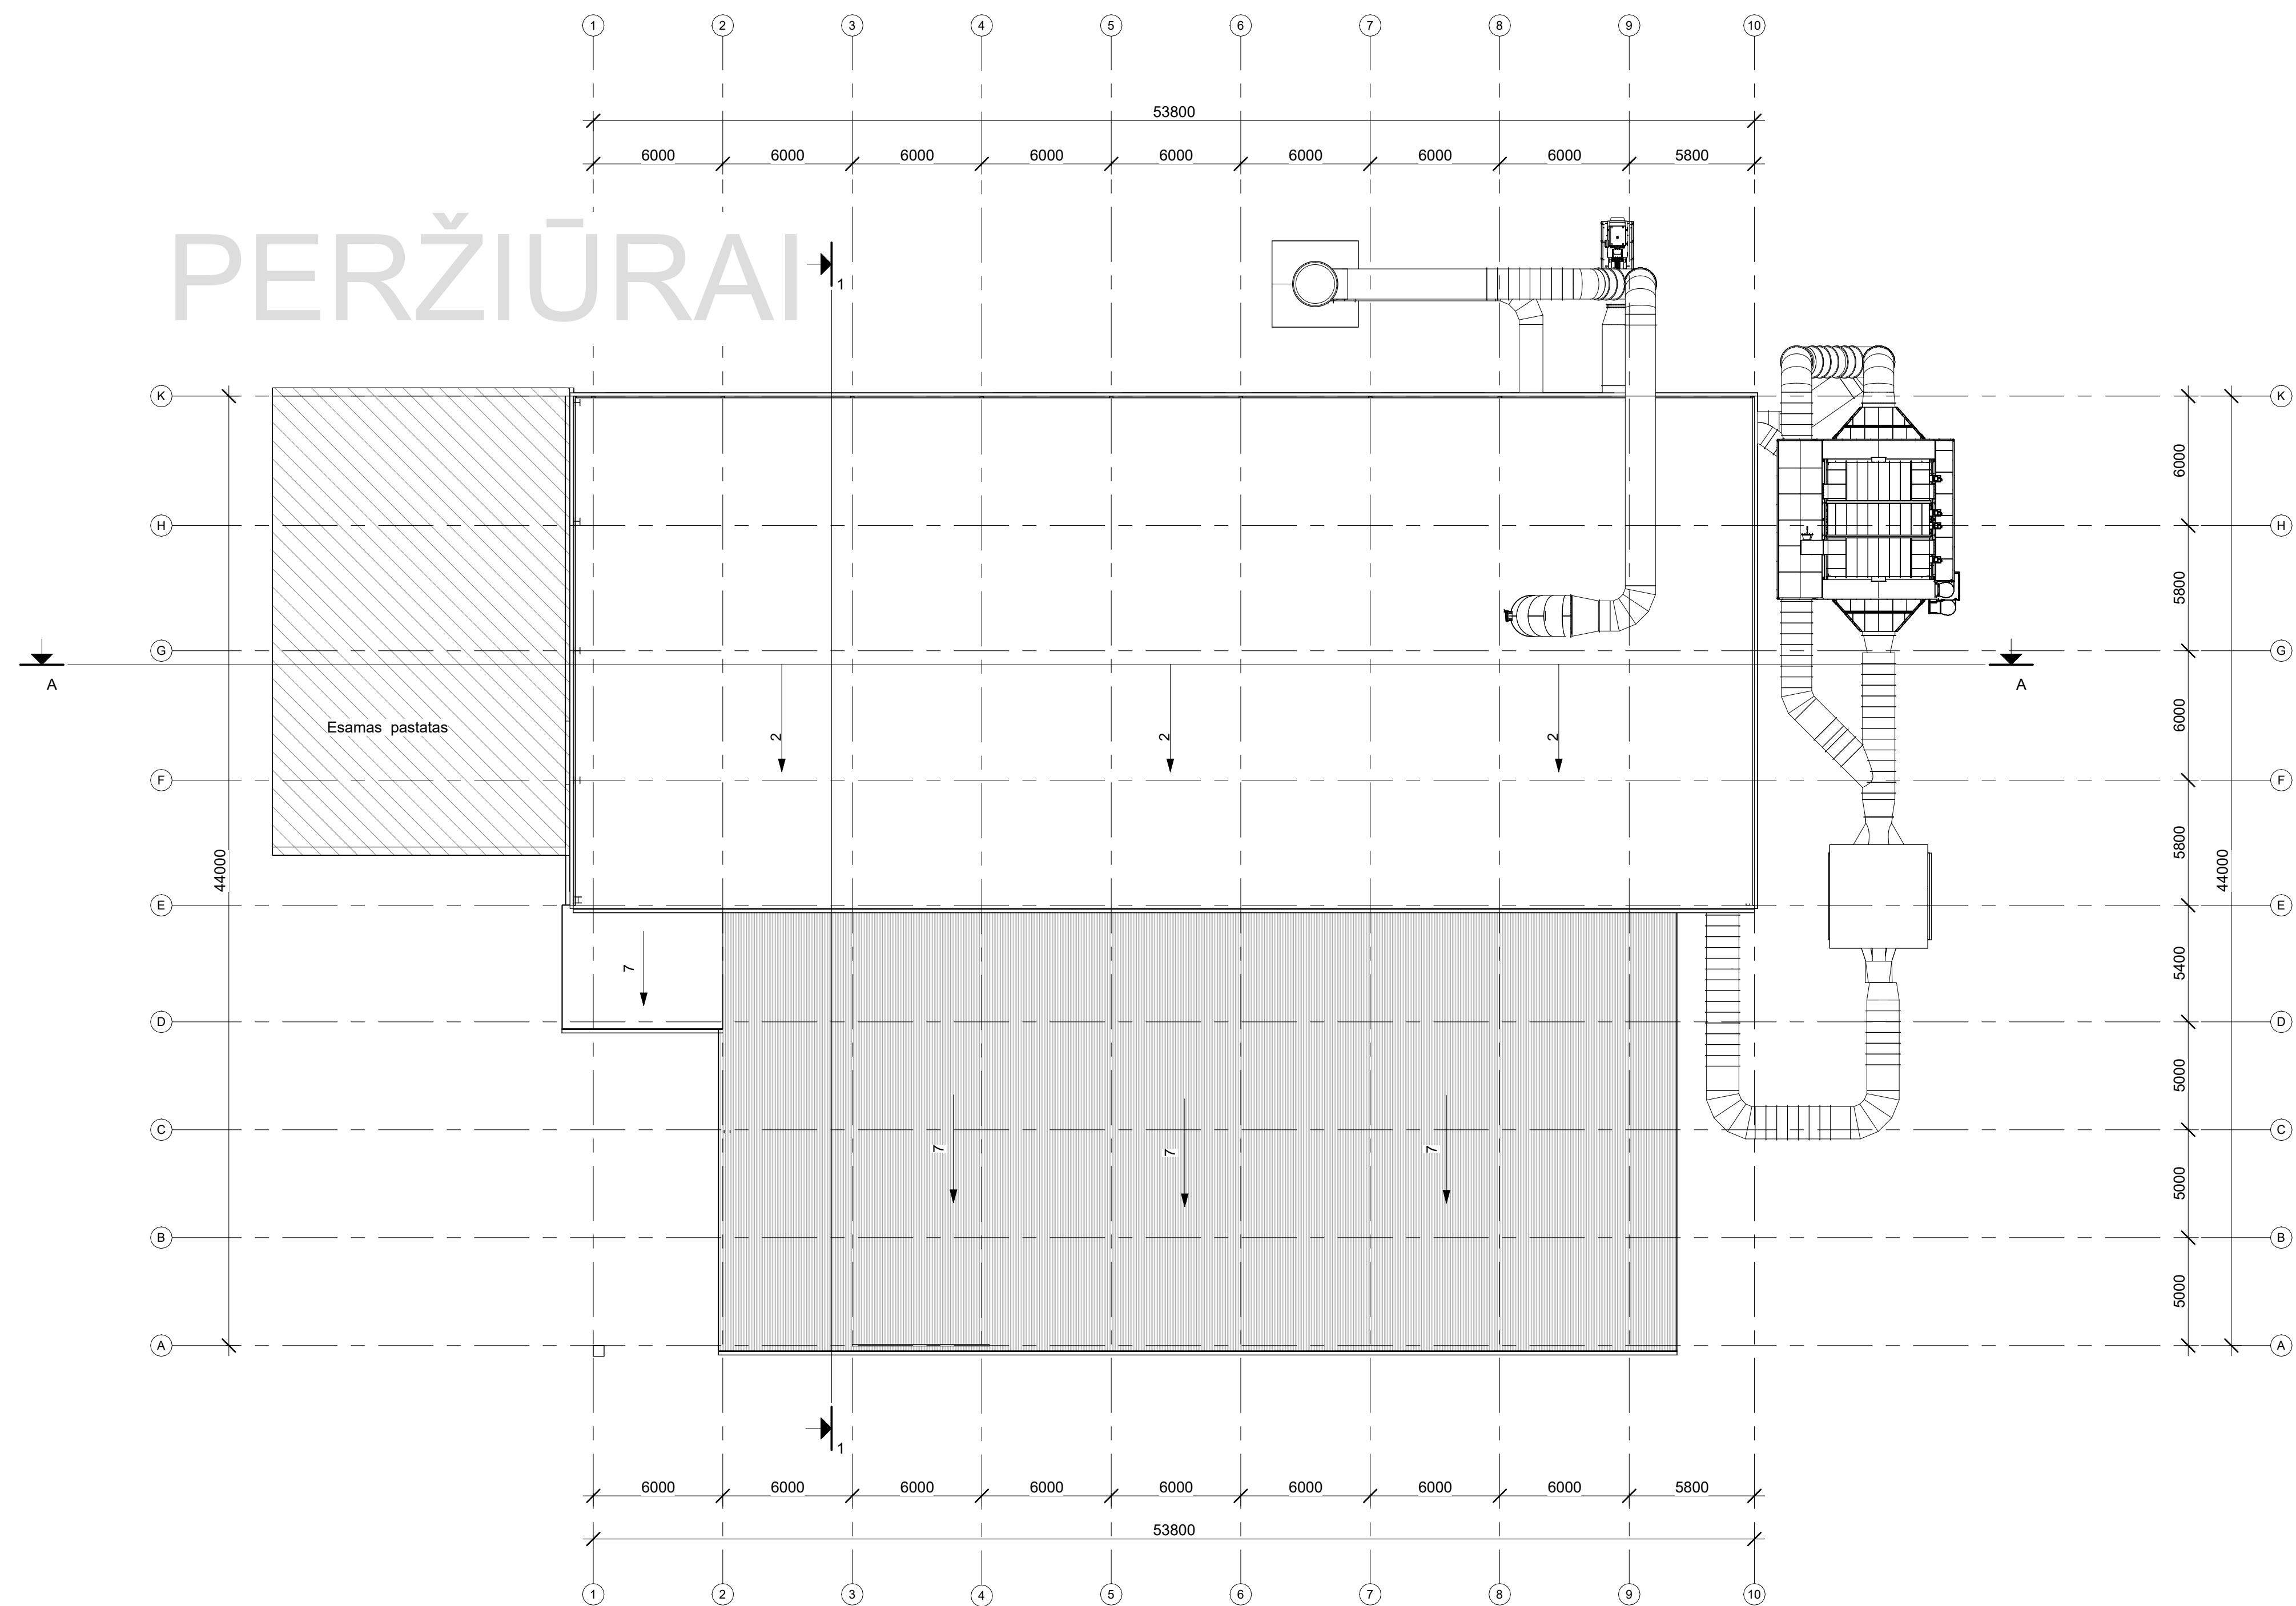 1 2 3 4 5 6 7 8 9 10
53800
6000 6000 6000 6000 6000 6000 6000 6000 5800
PERŽIŪRAI
1
K K
6000
H H
5800
G G
A A
6000
Esamas pastatas
2 2 2
F F
5800
44000 44000
E E
5400
7
D D
5000
C C
7 7 7
5000
B B
5000
A A
1
6000 6000 6000 6000 6000 6000 6000 6000 5800
53800
1 2 3 4 5 6 7 8 9 10